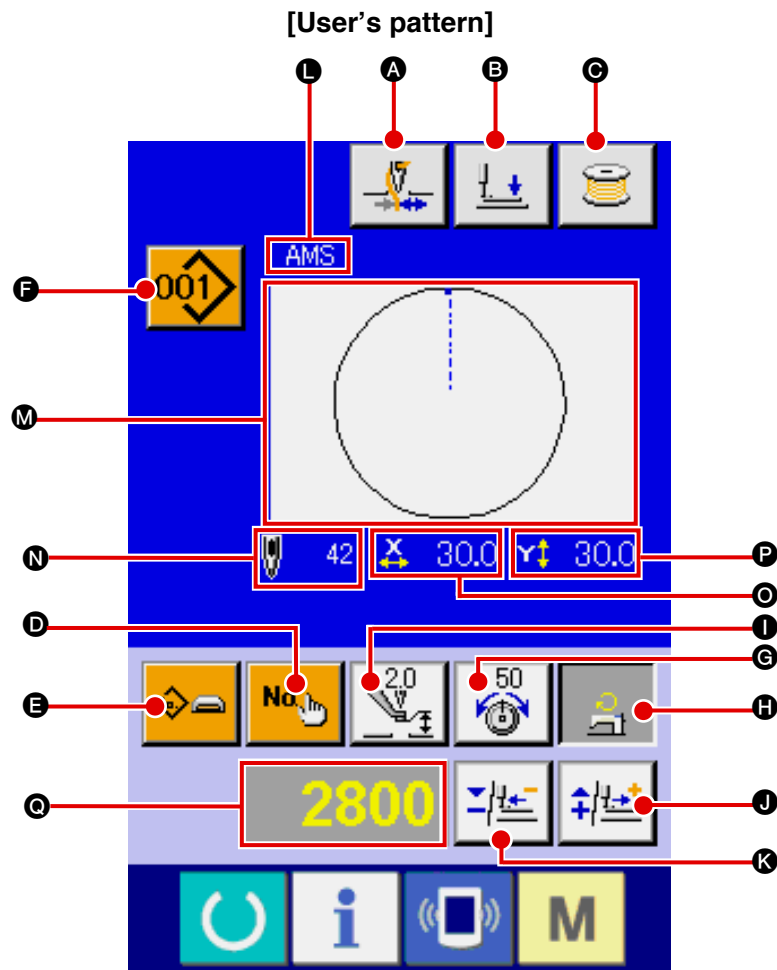 [User's pattern]
L A B C
AMS
F 001
M
N 42 X 30.0 Y 30.0 P
O
D I
2.0 50 G
E No. H
Q 2800 J
K
i M